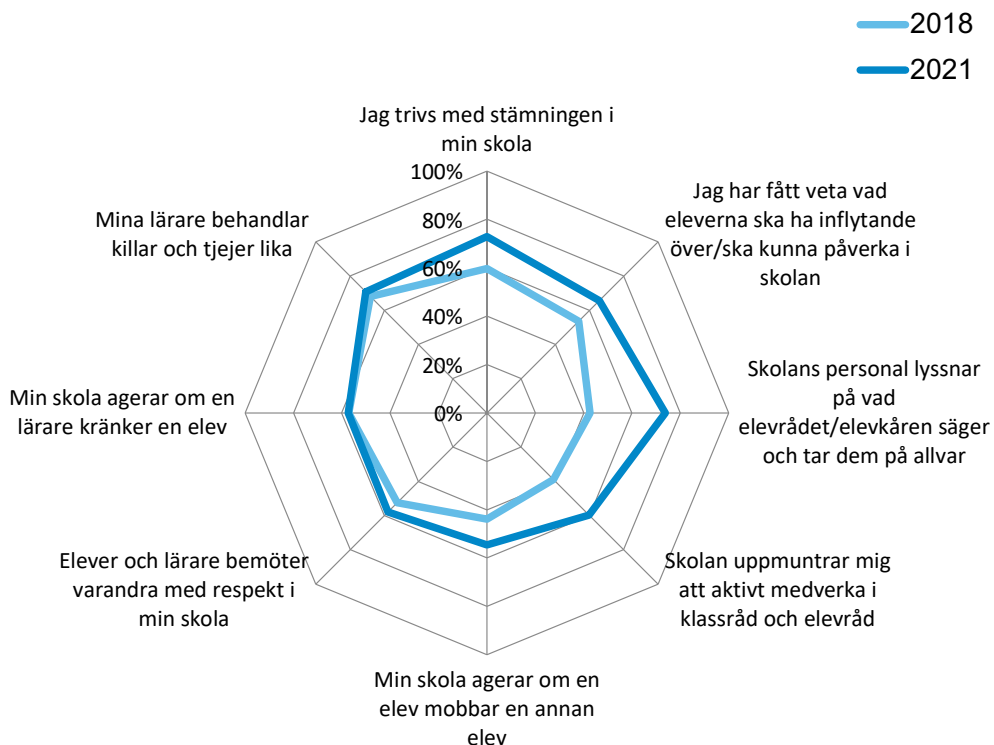 2018
2021
Jag trivs med stämningen i
min skola
Jag har fått veta vad
eleverna ska ha inflytande
över/ska kunna påverka i
skolan
Skolans personal lyssnar
på vad
elevrådet/elevkåren säger
och tar dem på allvar
Skolan uppmuntrar mig
att aktivt medverka i
klassråd och elevråd
Min skola agerar om en
elev mobbar en annan
elev
Elever och lärare bemöter
varandra med respekt i
min skola
Min skola agerar om en
lärare kränker en elev
Mina lärare behandlar
killar och tjejer lika
100%
80%
60%
40%
20%
0%